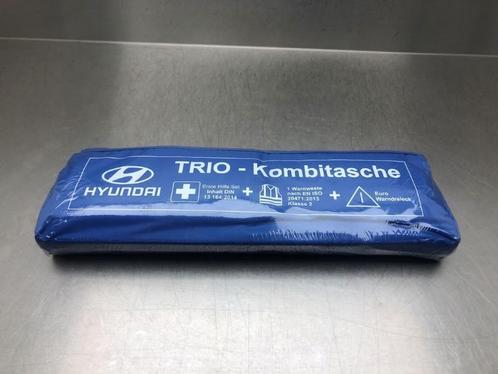 TRIO - Kombitasche
HYUNDAI
Erste Hilfe Set
Inhalt DIN
13 164:2014
+
1 Warnweste
nach EN ISO
20471:2013
Klasse 2
+
Euro
Warndreieck